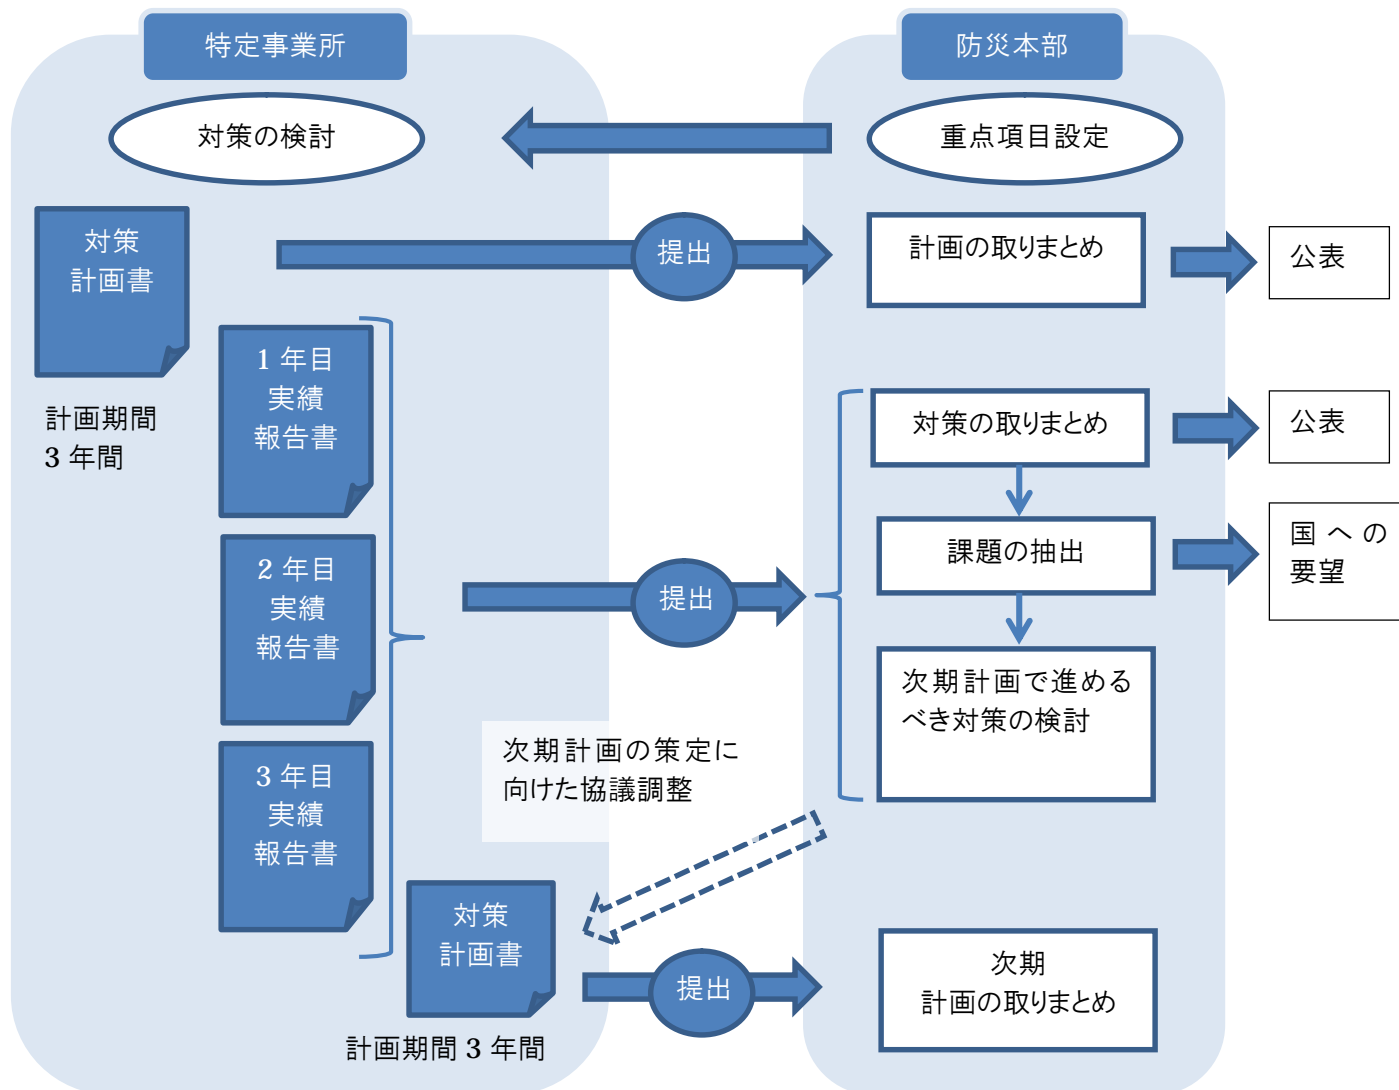 特定事業所
防災本部
対策の検討
重点項目設定
対策
計画書
提出
計画の取りまとめ
公表
計画期間
3 年間
1 年目
実績
報告書
2 年目
実績
報告書
3 年目
実績
報告書
提出
対策の取りまとめ
公表
課題の抽出
国 へ の
要望
次期計画で進める
べき対策の検討
次期計画の策定に
向けた協議調整
対策
計画書
計画期間 3 年間
提出
次期
計画の取りまとめ